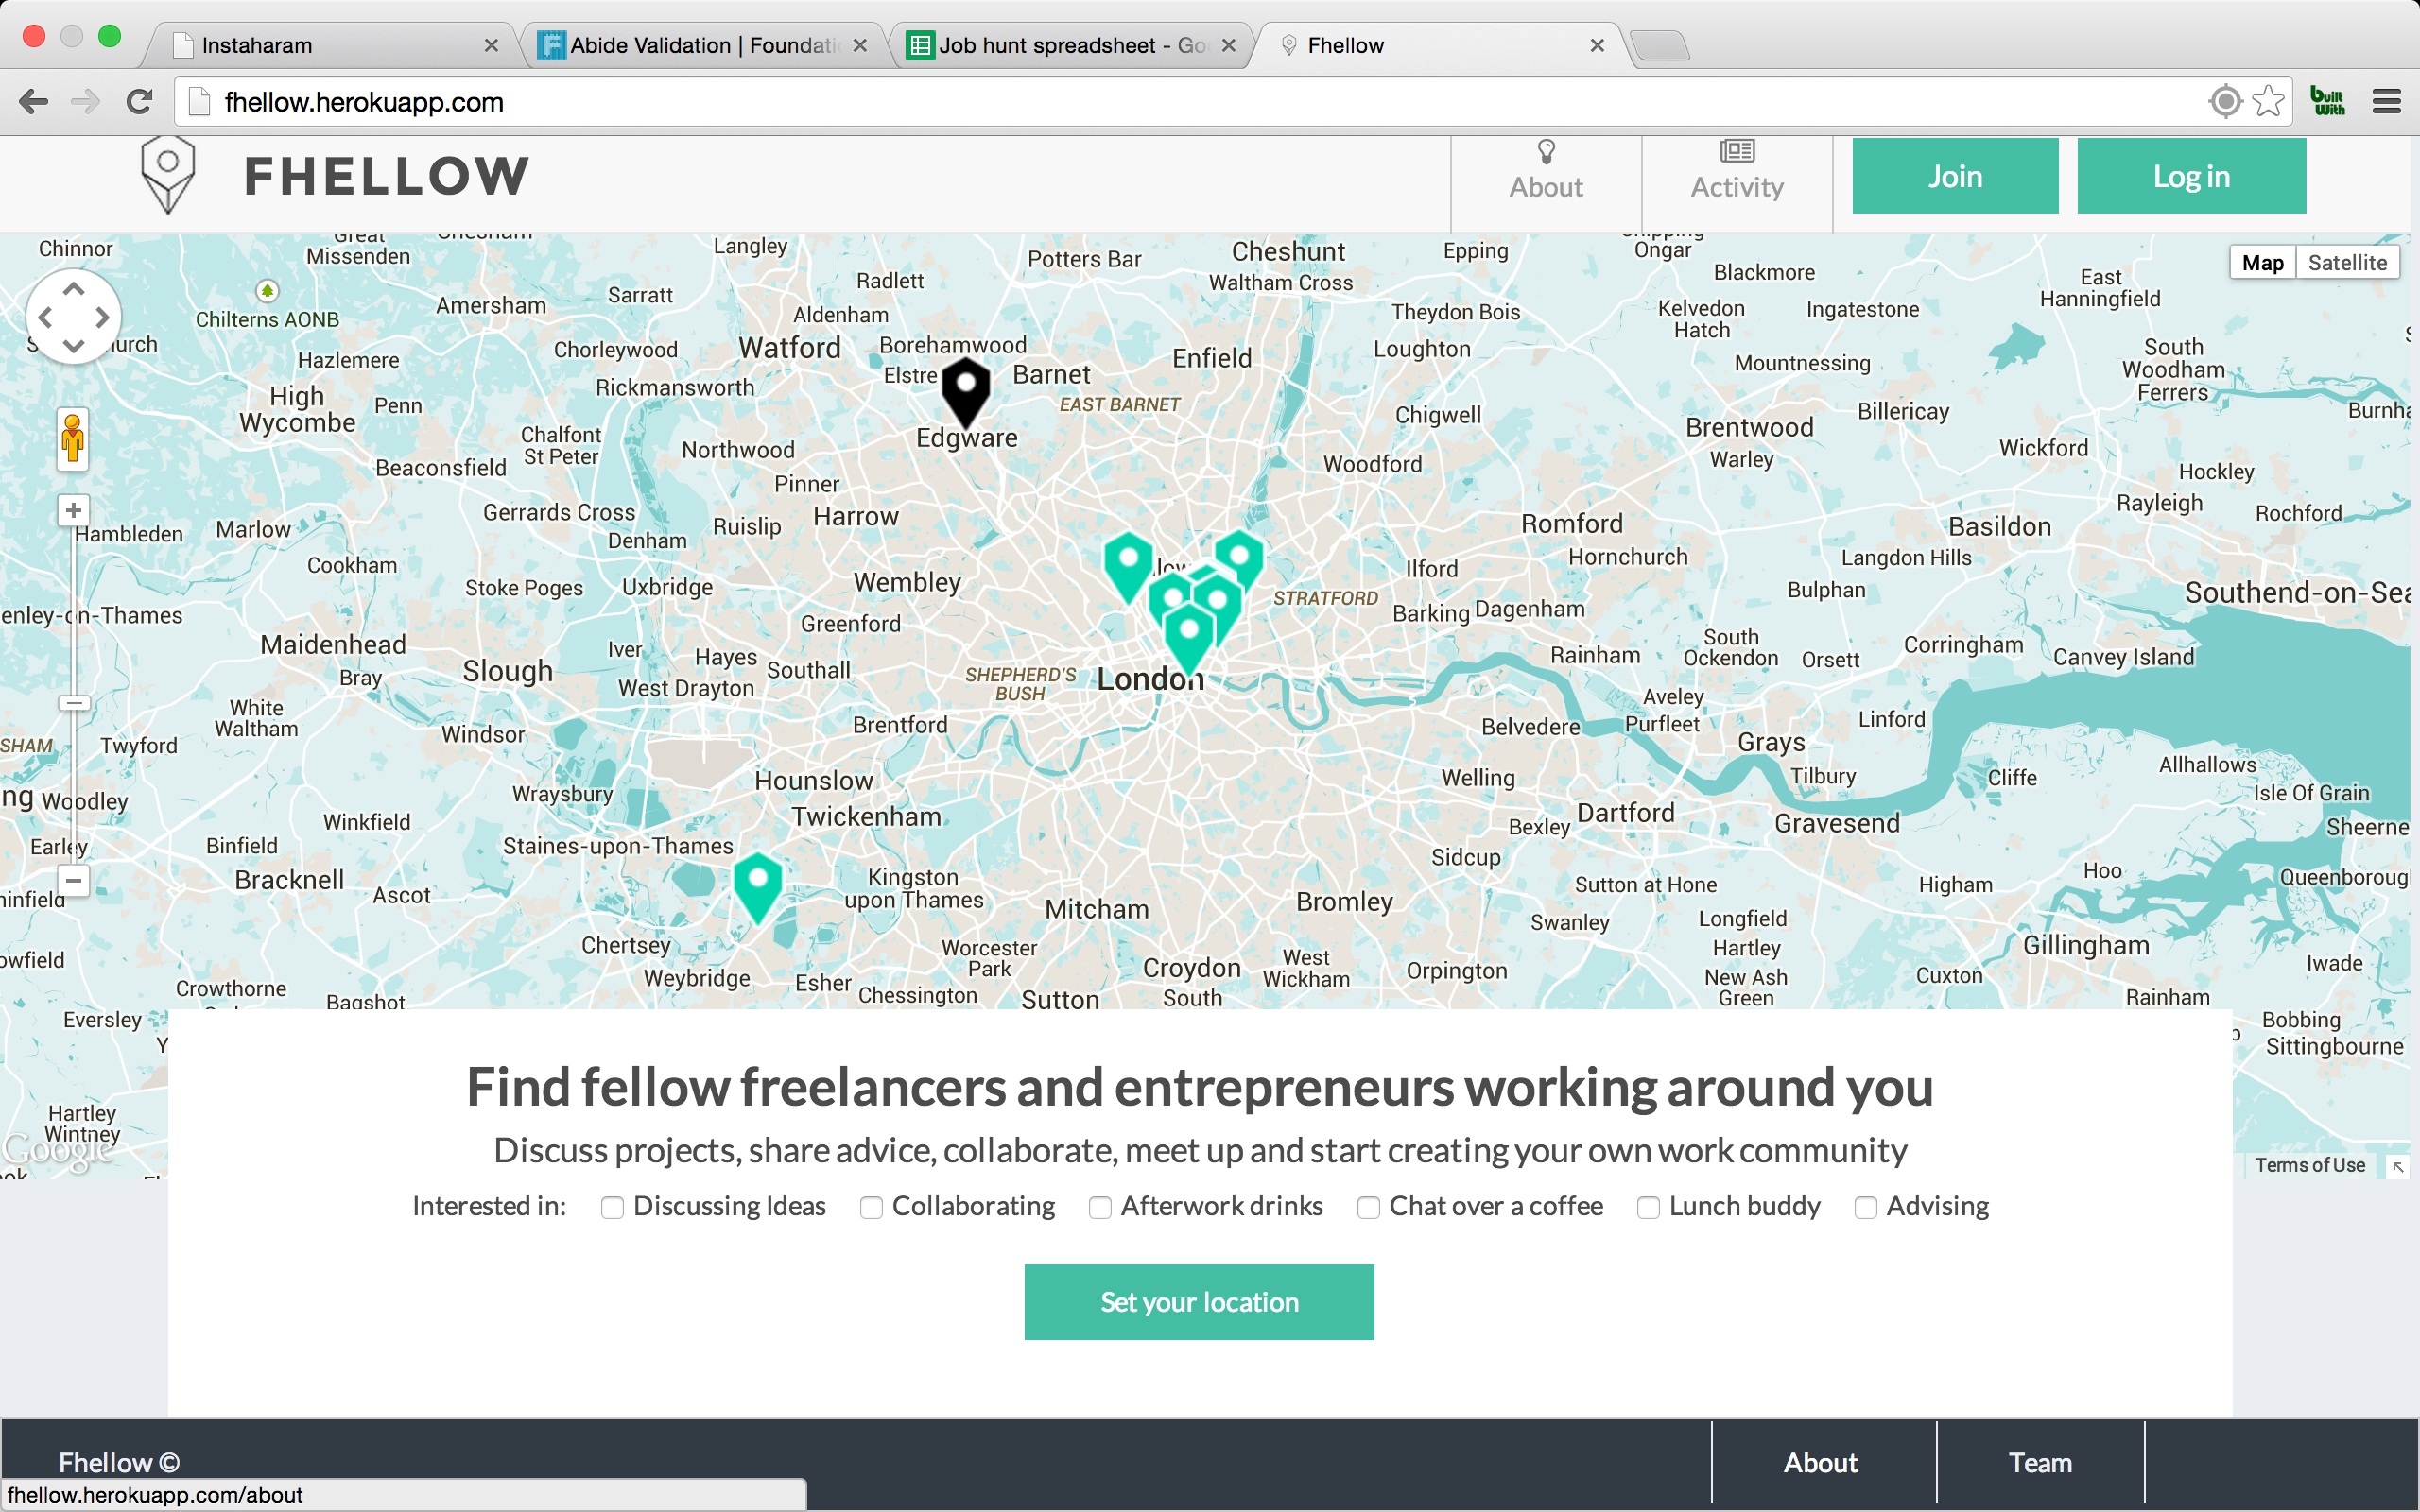 Instaharam
Abide Validation | Foundati
Job hunt spreadsheet - Go
Fhellow
fhellow.herokuapp.com
built
With
FHELLOW
About
Activity
Join
Log in
Chinnor
Great
Missenden
Langley
Potters Bar
Cheshunt
Waltham Cross
Epping
Ongar
Blackmore
East
Hanningfield
Map
Satellite
Chilterns AONB
Amersham
Sarratt
Radlett
Aldenham
Theydon Bois
Kelvedon
Hatch
Ingatestone
Hazlemere
Chorleywood
Watford
Borehamwood
Elstre
Barnet
Enfield
Loughton
Mountnessing
South
Woodham
Ferrers
Rickmansworth
High
Wycombe
Penn
EAST BARNET
Chigwell
Billericay
Burnha
Chalfont
St Peter
Northwood
Edgware
Brentwood
Warley
Wickford
Beaconsfield
Pinner
Woodford
Hockley
Hambleden
Marlow
Gerrards Cross
Denham
Ruislip
Harrow
Romford
Hornchurch
Basildon
Rayleigh
Rochford
Cookham
Stoke Poges
Uxbridge
Wembley
Ilford
Langdon Hills
Bulphan
Southend-on-Sea
enley-on-Thames
Greenford
STRATFORD
Barking
Dagenham
Maidenhead
Bray
Slough
Iver
Hayes
Southall
West Drayton
SHEPHERD'S
BUSH
London
Rainham
South
Ockendon
Orsett
Corringham
Canvey Island
White
Waltham
Aveley
Purfleet
Linford
SHAM
Twyford
Windsor
Brentford
Belvedere
Grays
Tilbury
Cliffe
Allhallows
ng
Woodley
Wraysbury
Hounslow
Twickenham
Welling
Dartford
Isle Of Grain
Winkfield
Bexley
Gravesend
Sheerne
Earley
Binfield
Staines-upon-Thames
Sidcup
Bracknell
Ascot
Kingston
upon Thames
Mitcham
Bromley
Sutton at Hone
Higham
Hoo
Queenboroug
ninfield
Swanley
Longfield
Hartley
New Ash
Green
Chertsey
Weybridge
Esher
Worcester
Park
Chessington
Croydon
South
West
Wickham
Orpington
Cuxton
Gillingham
Iwade
owfield
Crowthorne
Bagshot
Sutton
Rainham
Eversley
Bobbing
Sittingbourne
Hartley
Wintney
Google
Terms of Use
Find fellow freelancers and entrepreneurs working around you
Discuss projects, share advice, collaborate, meet up and start creating your own work community
Interested in: Discussing Ideas Collaborating Afterwork drinks Chat over a coffee Lunch buddy Advising
Set your location
Fhellow ©
About
Team
fhellow.herokuapp.com/about